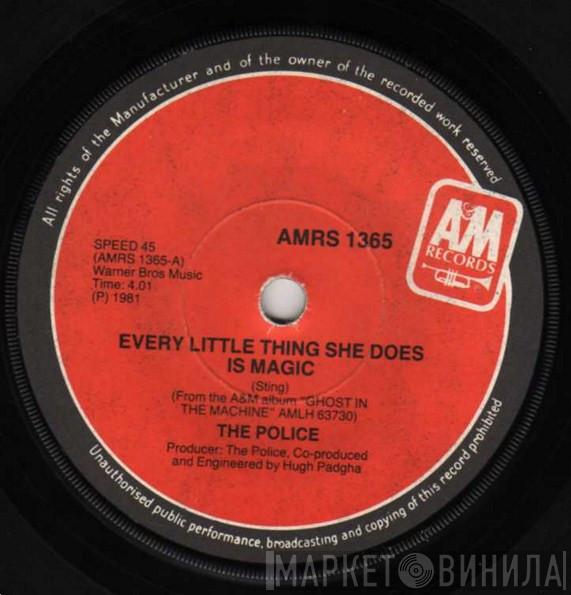 All rights of the Manufacturer and of the owner of the recorded work reserved
A&M
RECORDS
AMRS 1365
SPEED 45
(AMRS 1365-A)
Warner Bros Music
Time: 4.01
(P) 1981
EVERY LITTLE THING SHE DOES
IS MAGIC
(Sting)
(From the A&M album "GHOST IN
THE MACHINE" AMLH 63730)
THE POLICE
Producer: The Police, Co-produced
and Engineered by Hugh Padgha
Unauthorised public performance, broadcasting and copying of this record prohibited
МАРКЕТ ВИНИЛА